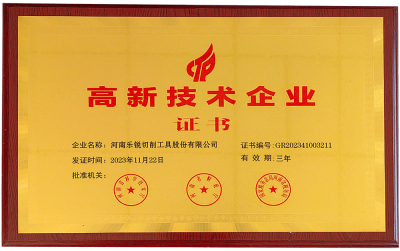 高新技术企业
证书
企业名称：河南乐锐切削工具股份有限公司
证书编号：GR202341003211
发证时间：2023年11月22日
有效期：三年
批准机关：